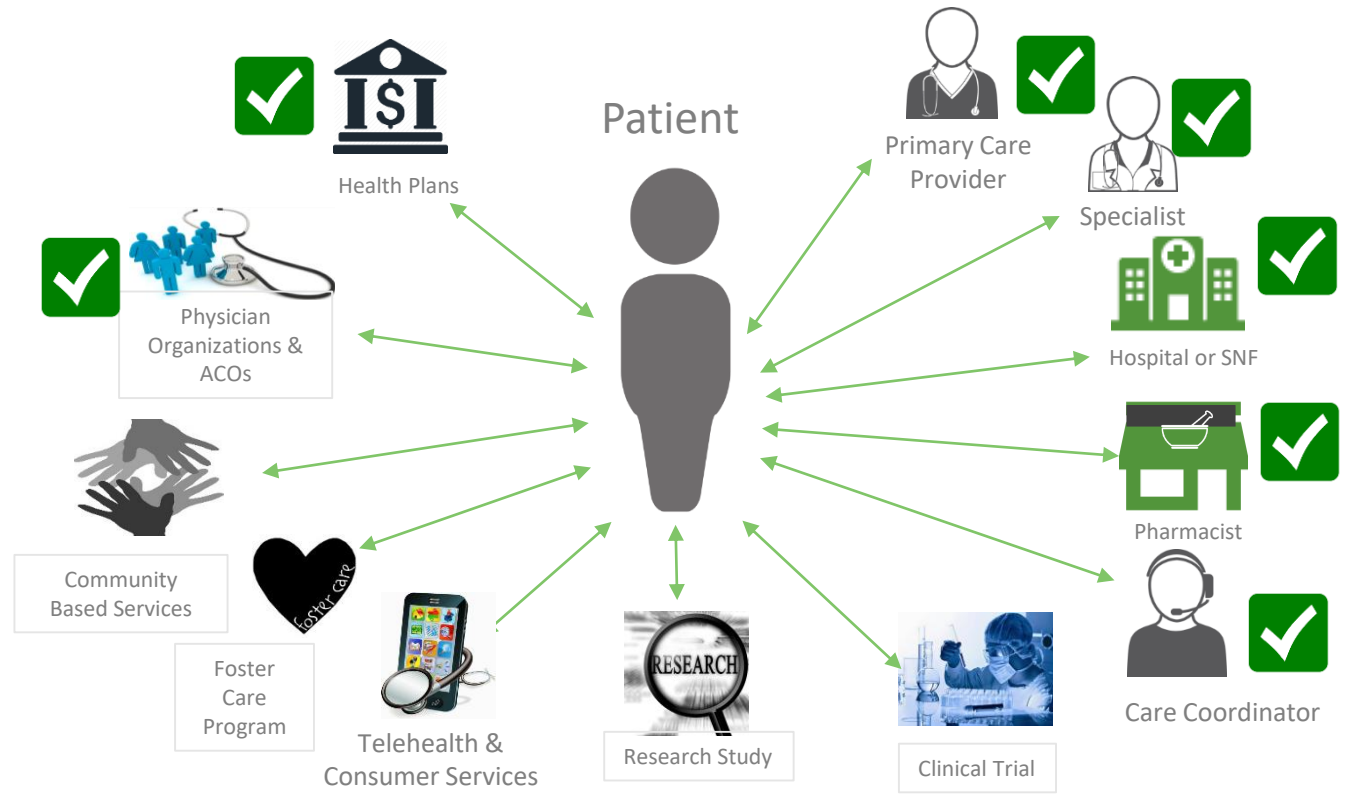 Patient
Health Plans
Primary Care
Provider
Specialist
Physician
Organizations &
ACOs
Hospital or SNF
Pharmacist
Community
Based Services
foster care
Foster
Care
Program
Telehealth &
Consumer Services
RESEARCH
Research Study
Clinical Trial
Care Coordinator
$